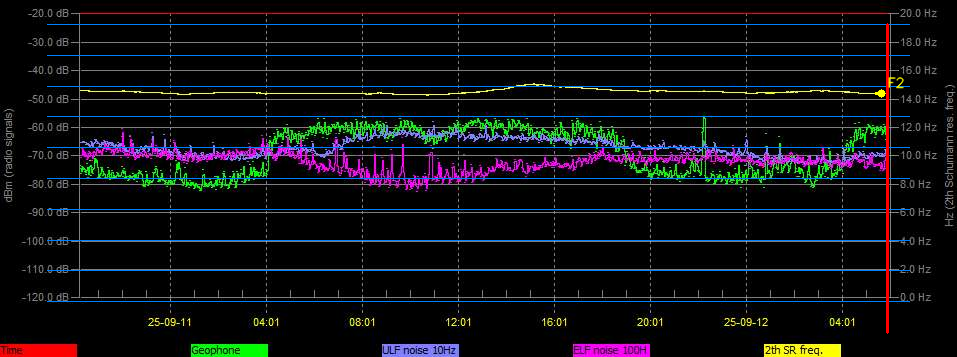 -20.0 dB
-30.0 dB
-40.0 dB
-50.0 dB
-60.0 dB
-70.0 dB
-80.0 dB
-90.0 dB
-100.0 dB
-110.0 dB
-120.0 dB
dBm (radio signals)
20.0 Hz
18.0 Hz
16.0 Hz
14.0 Hz
12.0 Hz
10.0 Hz
8.0 Hz
6.0 Hz
4.0 Hz
2.0 Hz
0.0 Hz
Hz (2th Schumann res. freq.)
F2
25-09-11 04:01 08:01 12:01 16:01 20:01 25-09-12 04:01
Time Geophone ULF noise 10Hz ELF noise 100H 2th SR freq.